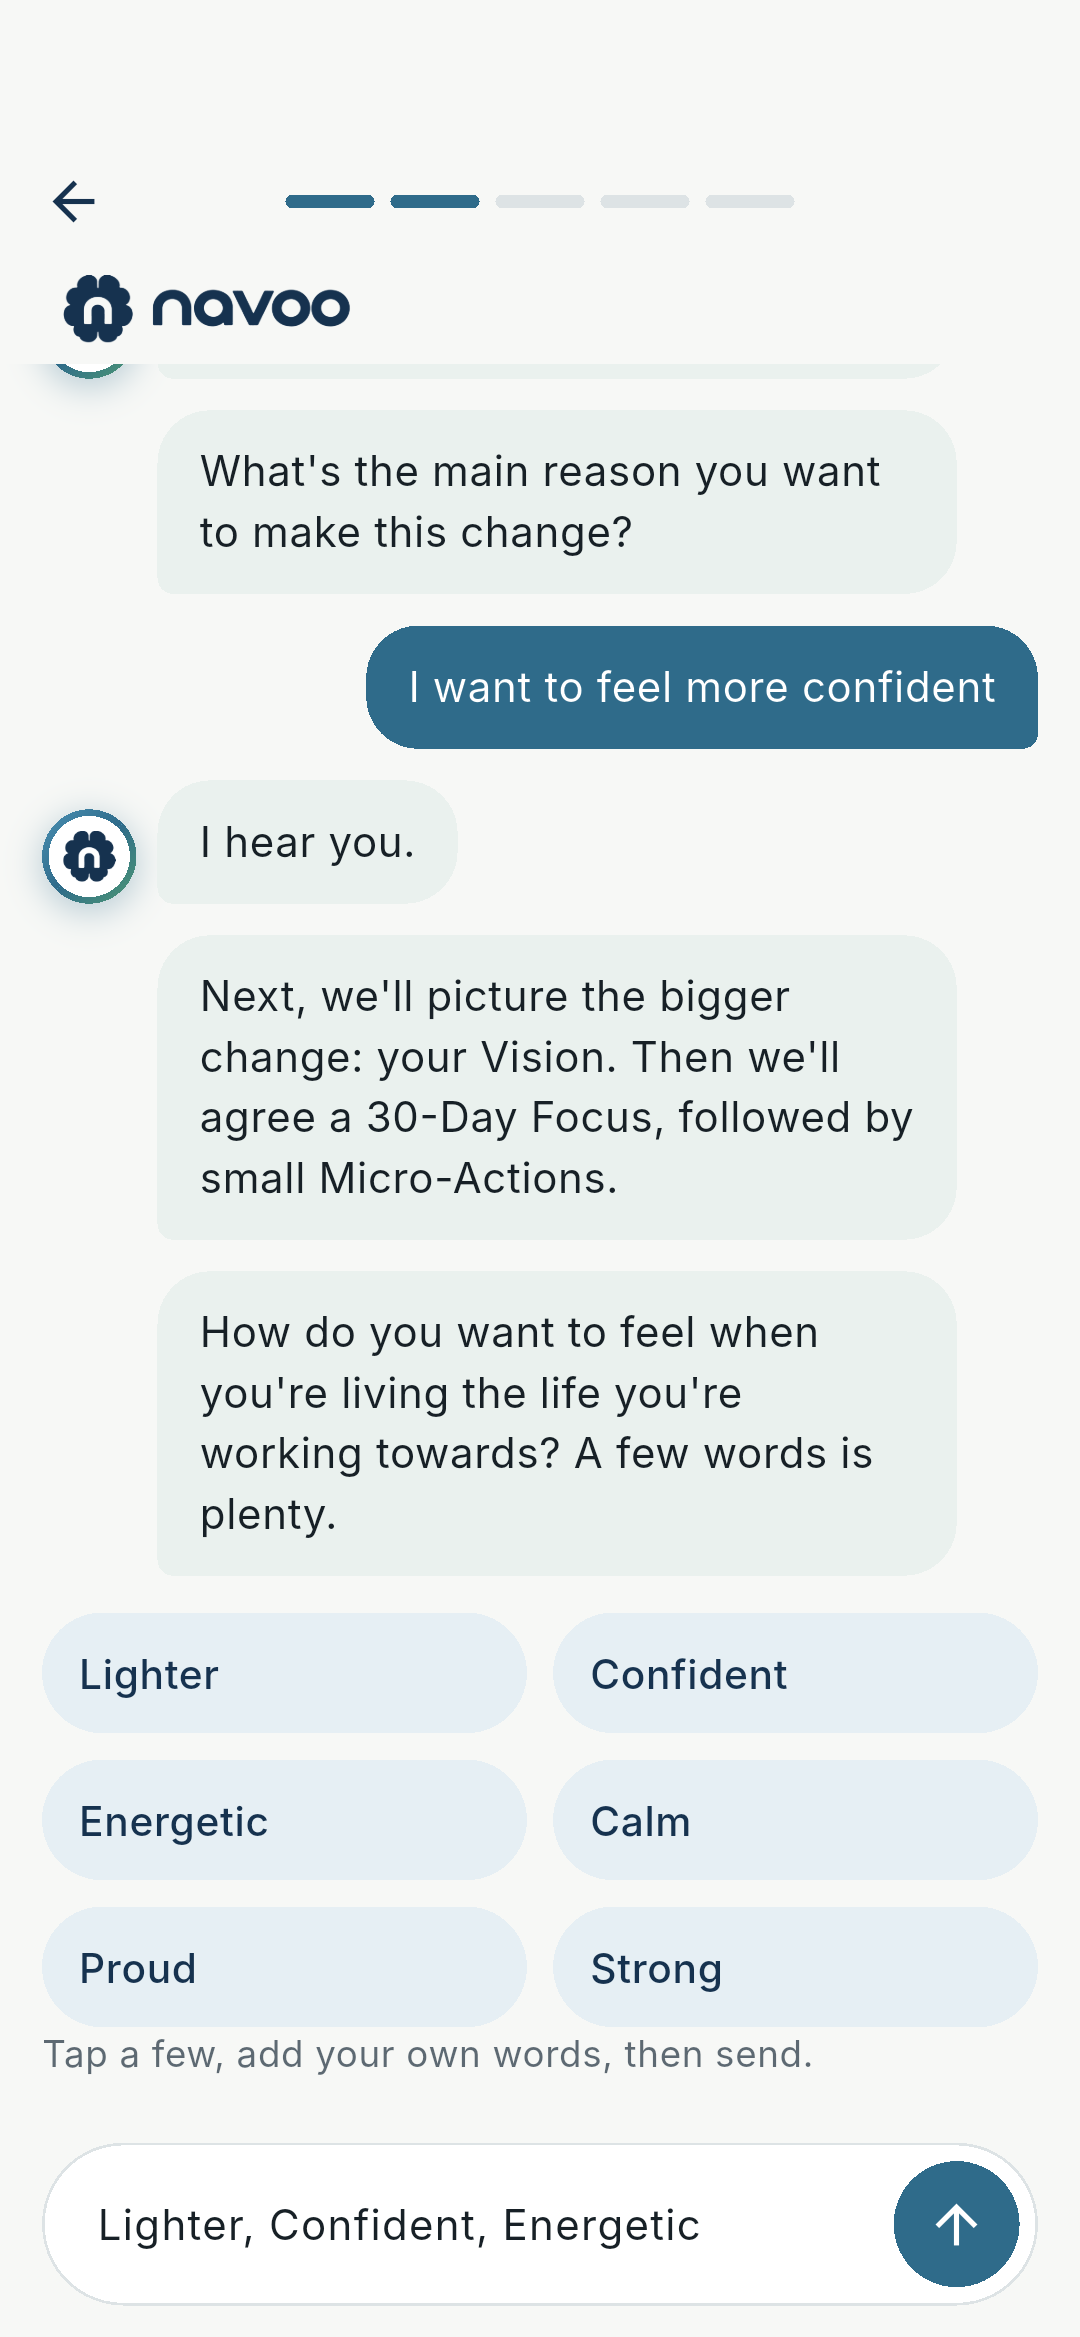 navoo
What's the main reason you want
to make this change?
I want to feel more confident
I hear you.
Next, we'll picture the bigger
change: your Vision. Then we'll
agree a 30-Day Focus, followed by
small Micro-Actions.
How do you want to feel when
you're living the life you're
working towards? A few words is
plenty.
Lighter
Confident
Energetic
Calm
Proud
Strong
Tap a few, add your own words, then send.
Lighter, Confident, Energetic